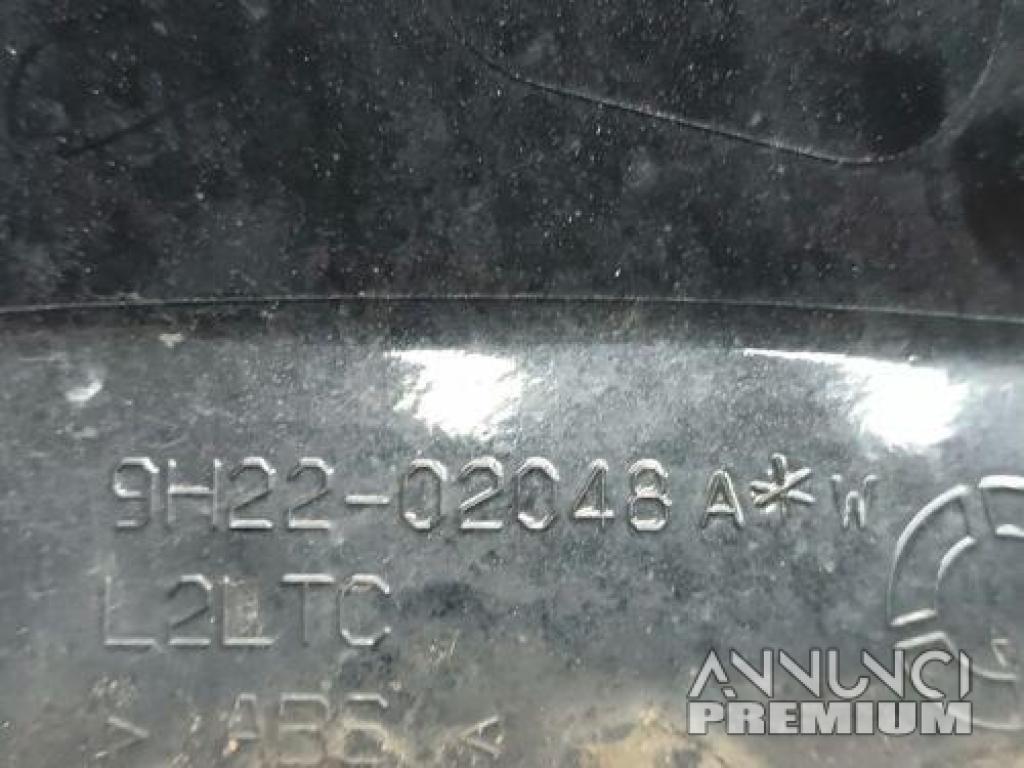 9H22-02048 A*W
L2LTC
>ABS<
ANNUNCI
PREMIUM